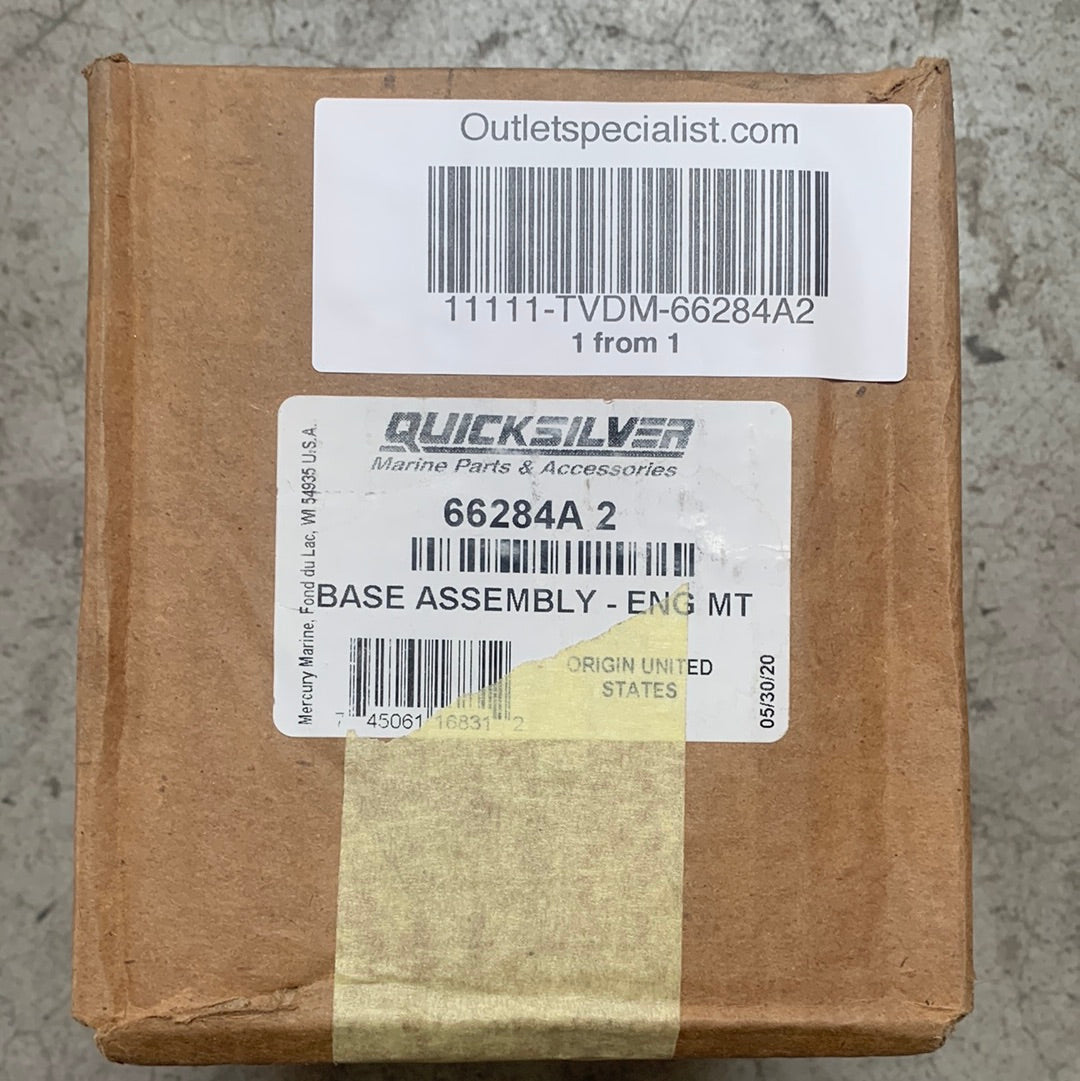 Outletspecialist.com
11111-TVDM-66284A2
1 from 1
QUICKSILVER
Marine Parts & Accessories
66284A 2
BASE ASSEMBLY - ENG MT
ORIGIN UNITED
STATES
7 45061 16831 2
05/30/20
Mercury Marine, Fond du Lac, WI 54935 U.S.A.